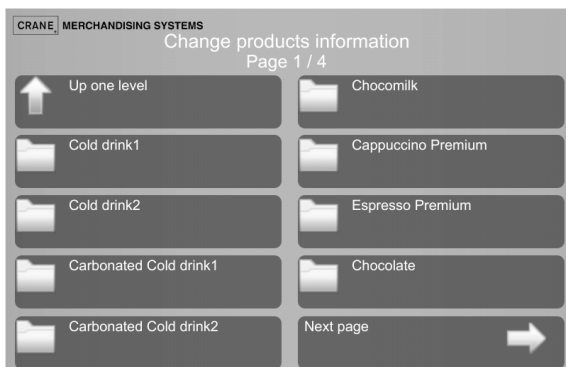 CRANE® MERCHANDISING SYSTEMS
Change products information
Page 1 / 4
Up one level
Cold drink1
Cold drink2
Carbonated Cold drink1
Carbonated Cold drink2
Chocomilk
Cappuccino Premium
Espresso Premium
Chocolate
Next page